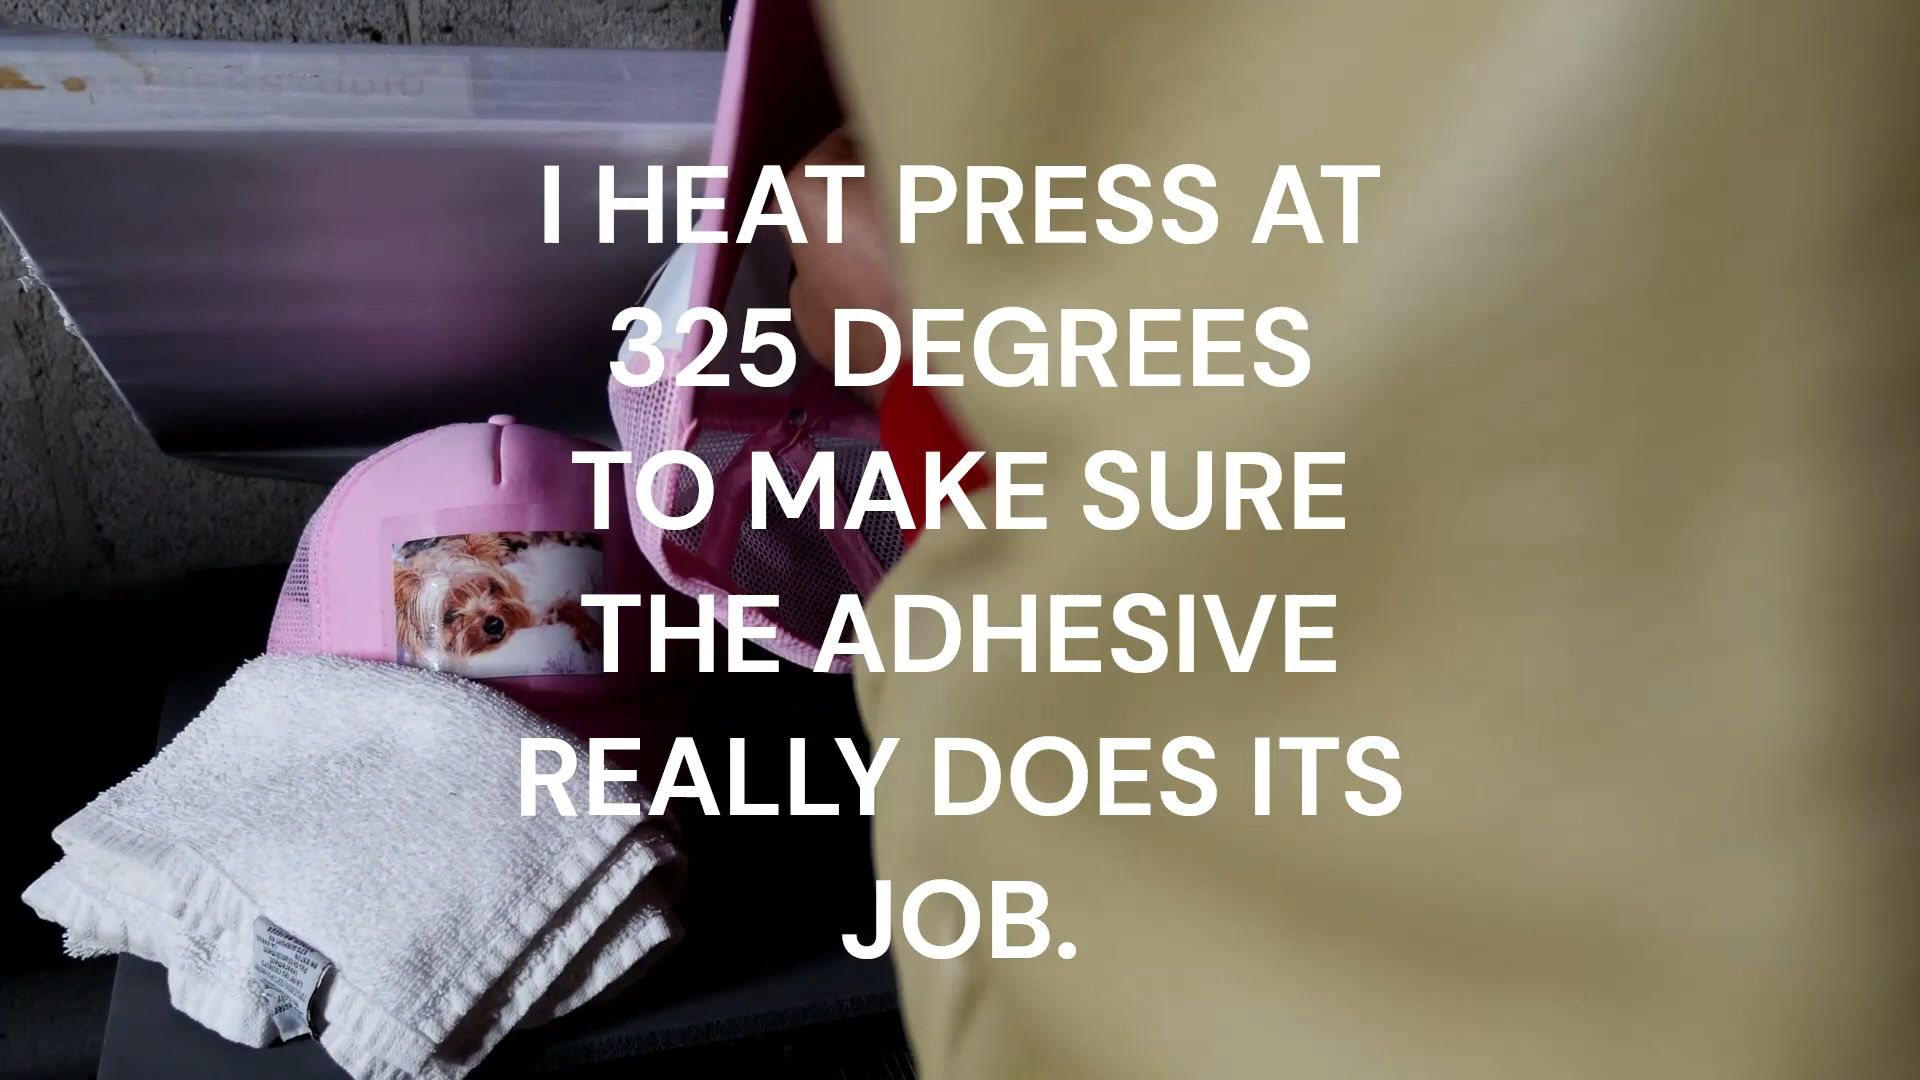 I HEAT PRESS AT
325 DEGREES
TO MAKE SURE
THE ADHESIVE
REALLY DOES ITS
JOB.